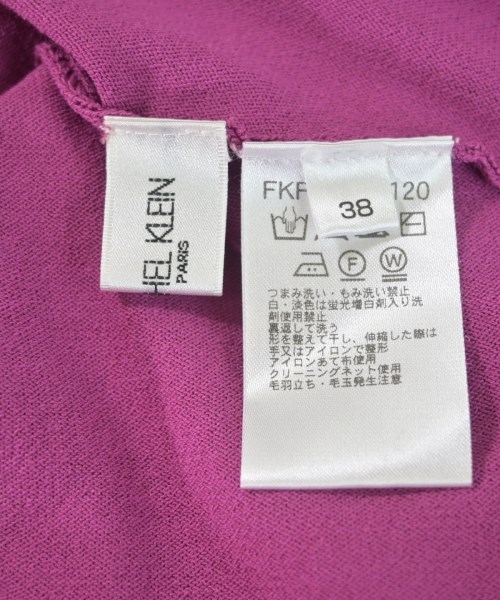 HEL KLEIN
PARIS
FKF 120
38
F
W
つまみ洗い・もみ洗い禁止
白・淡色は蛍光増白剤入り洗
剤使用禁止
裏返して洗う
形を整えて干し、伸縮した際は
手又はアイロンで整形
アイロンあて布使用
クリーニングネット使用
毛羽立ち・毛玉発生注意